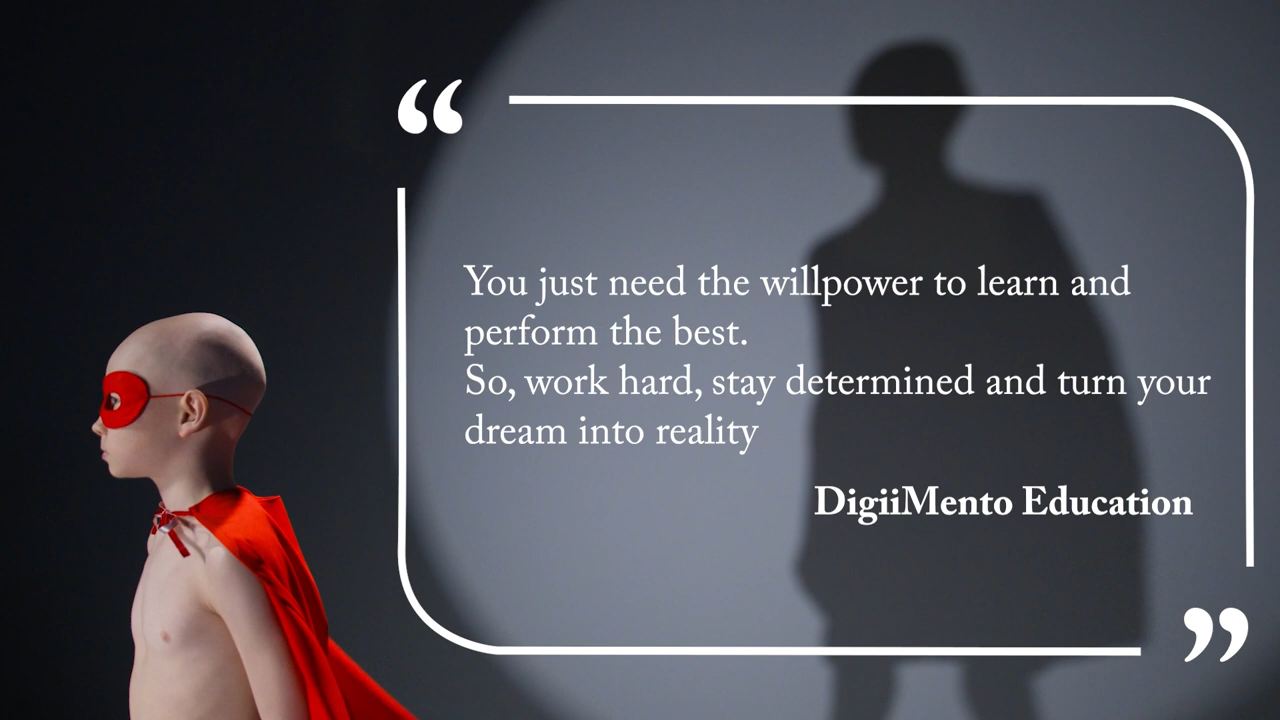 “
You just need the willpower to learn and
perform the best.
So, work hard, stay determined and turn your
dream into reality
DigiiMento Education
”